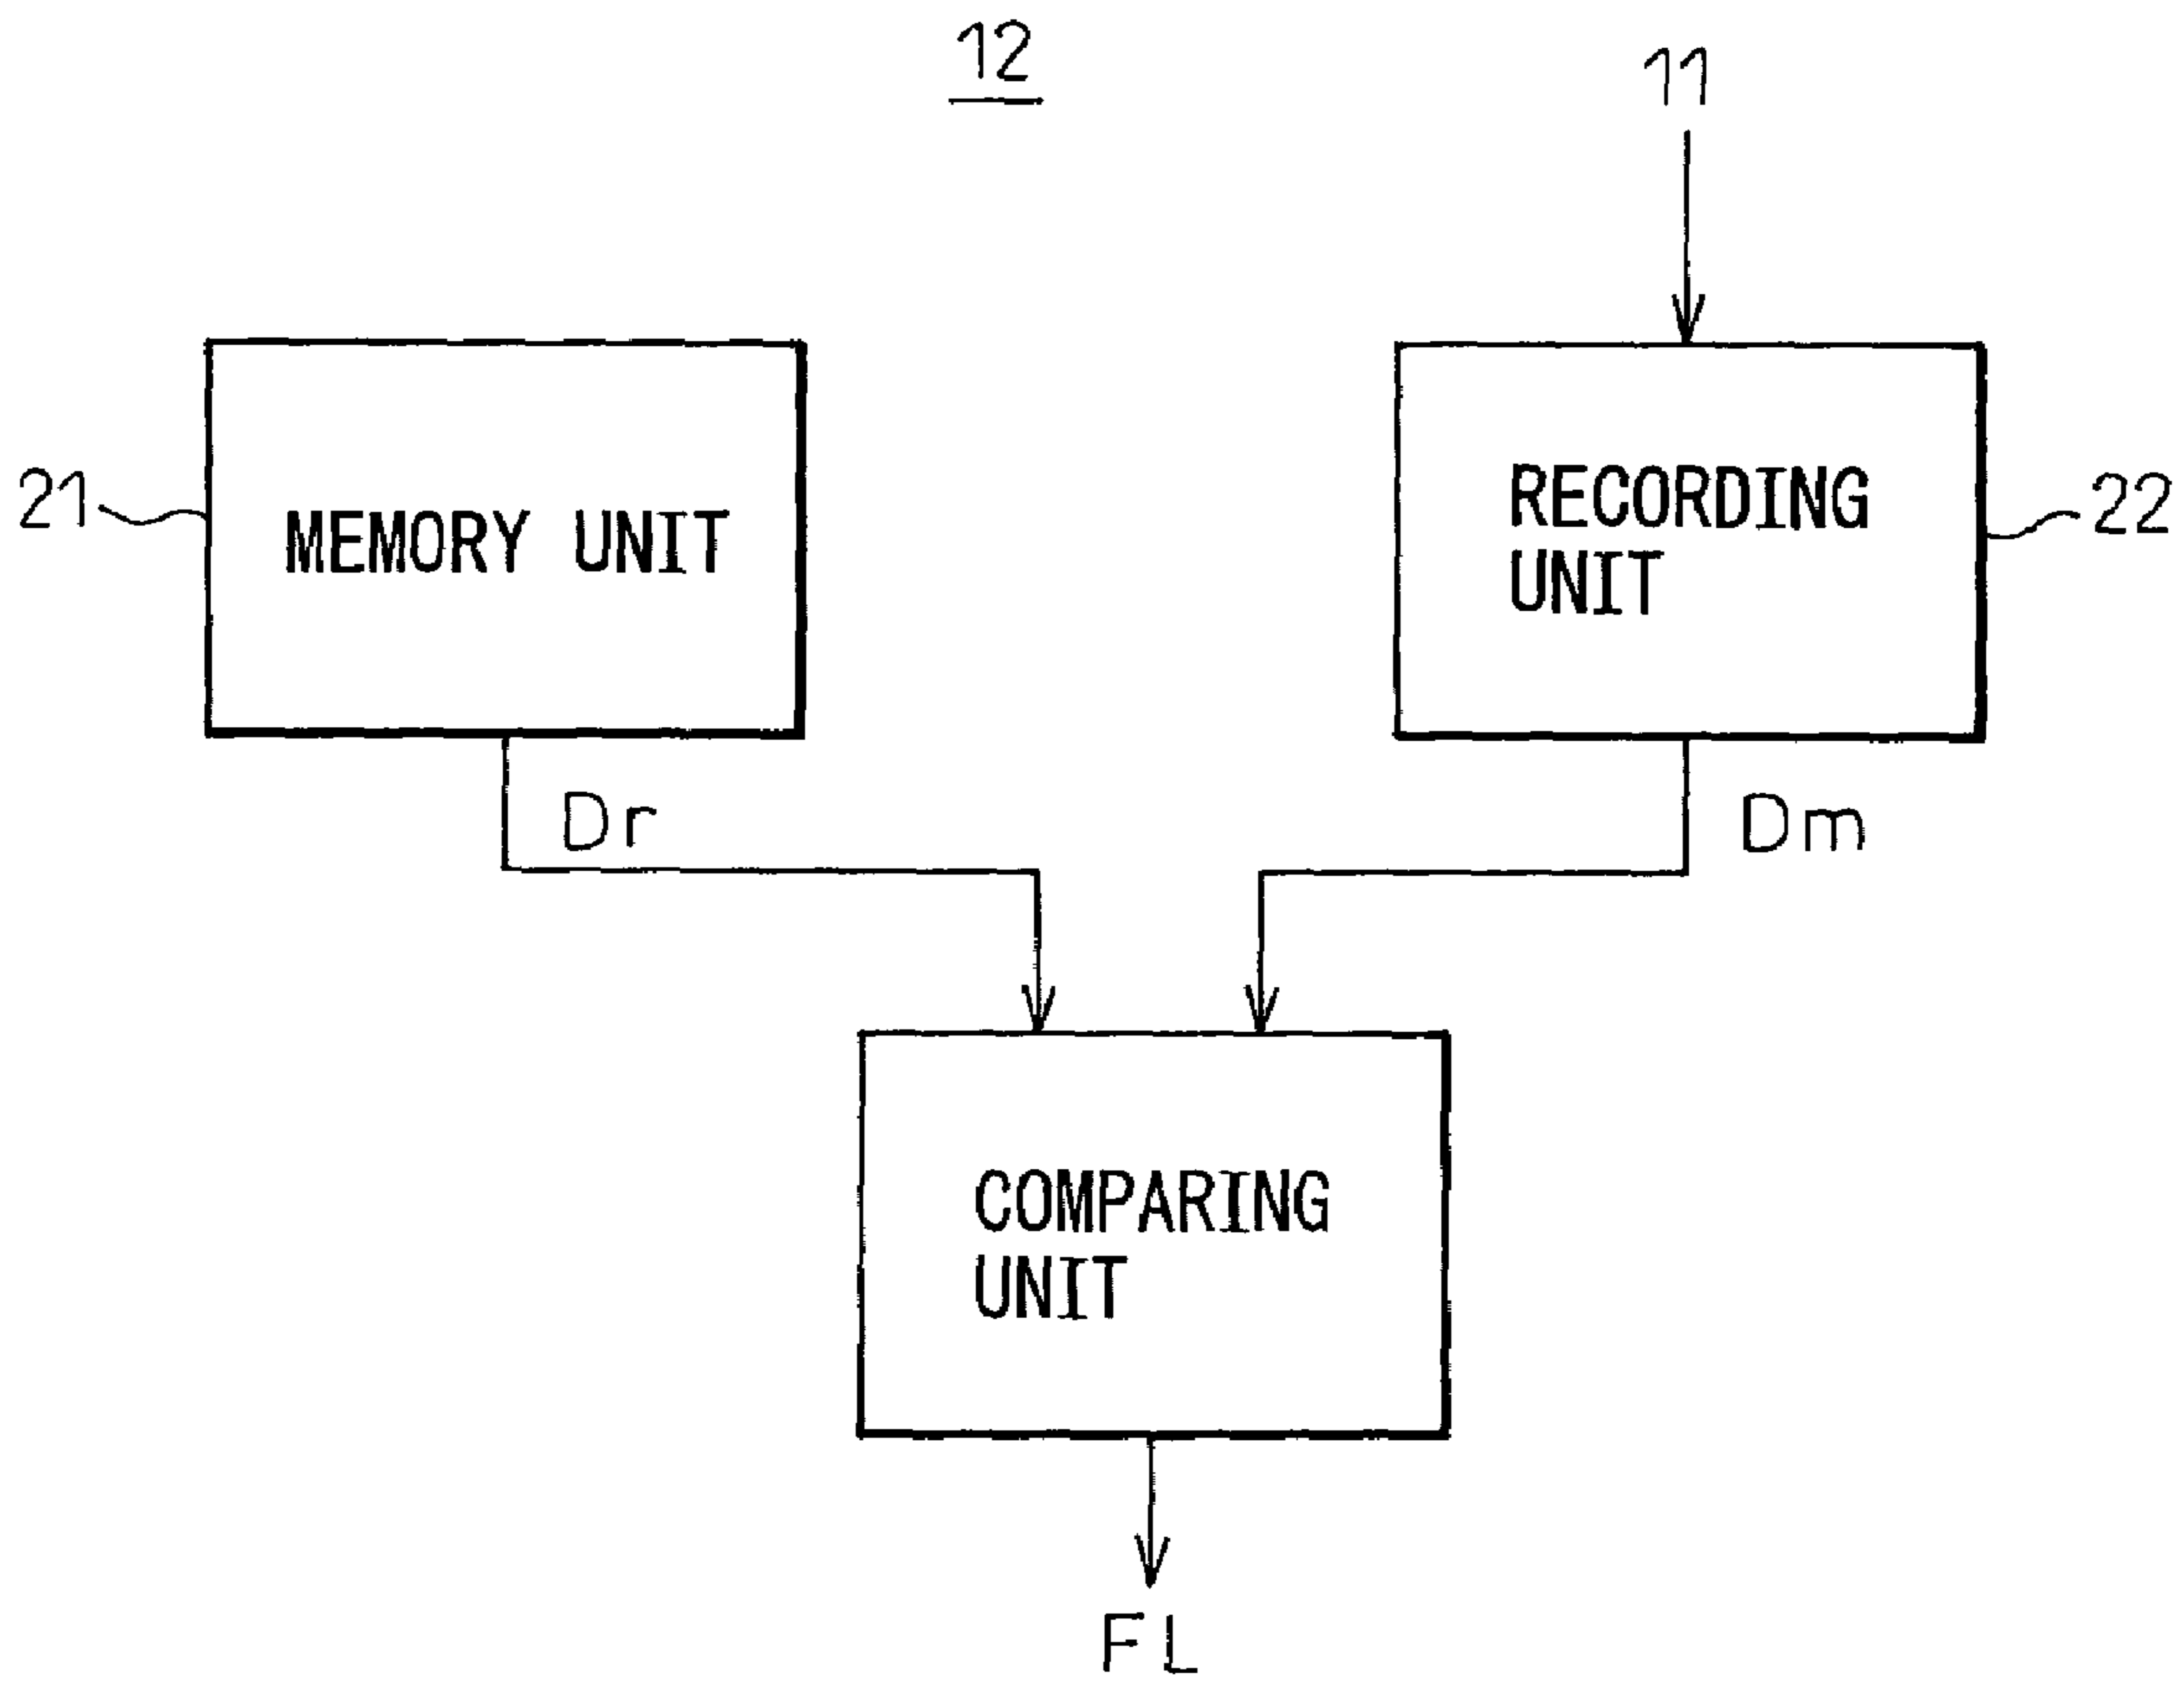 12
11
21
MEMORY UNIT
RECORDING
UNIT
22
Dr
Dm
COMPARING
UNIT
FL